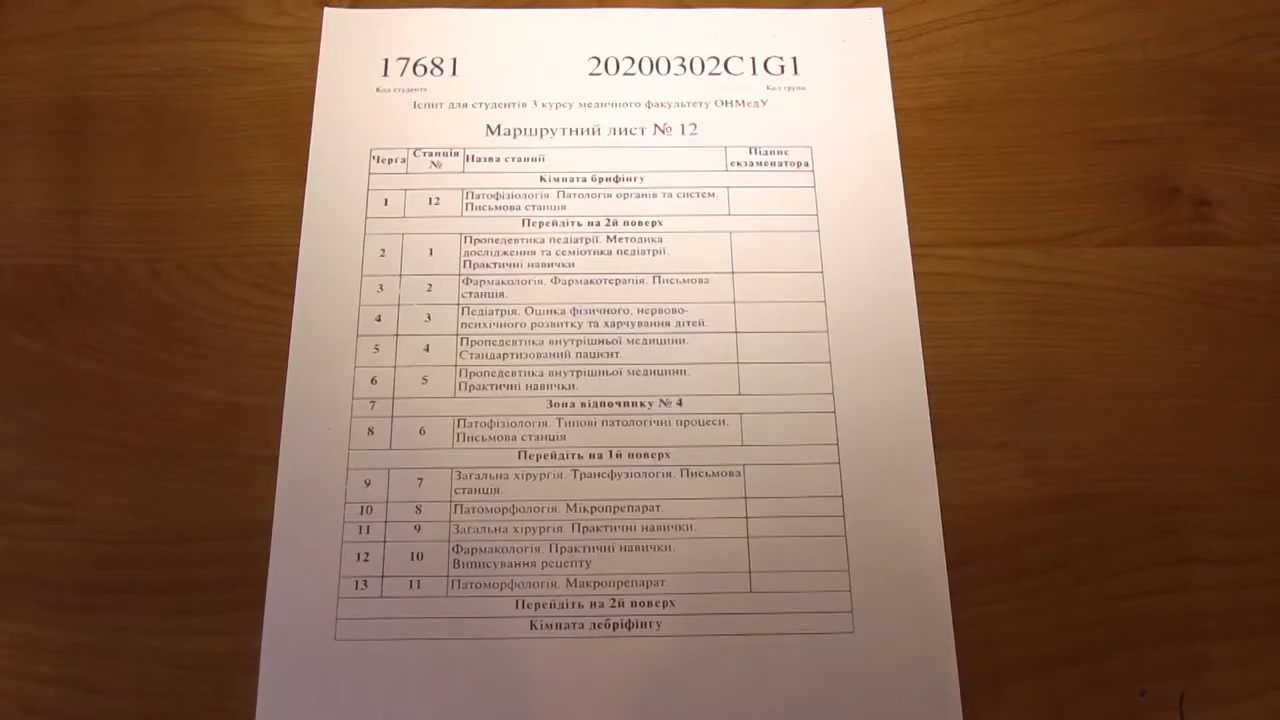 17681 20200302C1G1
Код студента Код групи
Іспит для студентів 3 курсу медичного факультету ОНМедУ
Маршрутний лист № 12
Черга Станція № Назва станції Підпис екзаменатора
Кімната брифінгу
1 12 Патофізіологія. Патологія органів та систем.
Письмова станція.
Перейдіть на 2й поверх
2 1 Пропедевтика педіатрії. Методика
дослідження та семіотика педіатрії.
Практичні навички
3 2 Фармакологія. Фармакотерапія. Письмова
станція.
4 3 Педіатрія. Оцінка фізичного, нервово-
психічного розвитку та харчування дітей.
5 4 Пропедевтика внутрішньої медицини.
Стандартизований пацієнт.
6 5 Пропедевтика внутрішньої медицини.
Практичні навички.
7 Зона відпочинку № 4
8 6 Патофізіологія. Типові патологічні процеси.
Письмова станція
Перейдіть на 1й поверх
9 7 Загальна хірургія. Трансфузіологія. Письмова
станція.
10 8 Патоморфологія. Мікропрепарат.
11 9 Загальна хірургія. Практичні навички.
12 10 Фармакологія. Практичні навички.
Виписування рецепту
13 11 Патоморфологія. Макропрепарат.
Перейдіть на 2й поверх
Кімната дебріфінгу